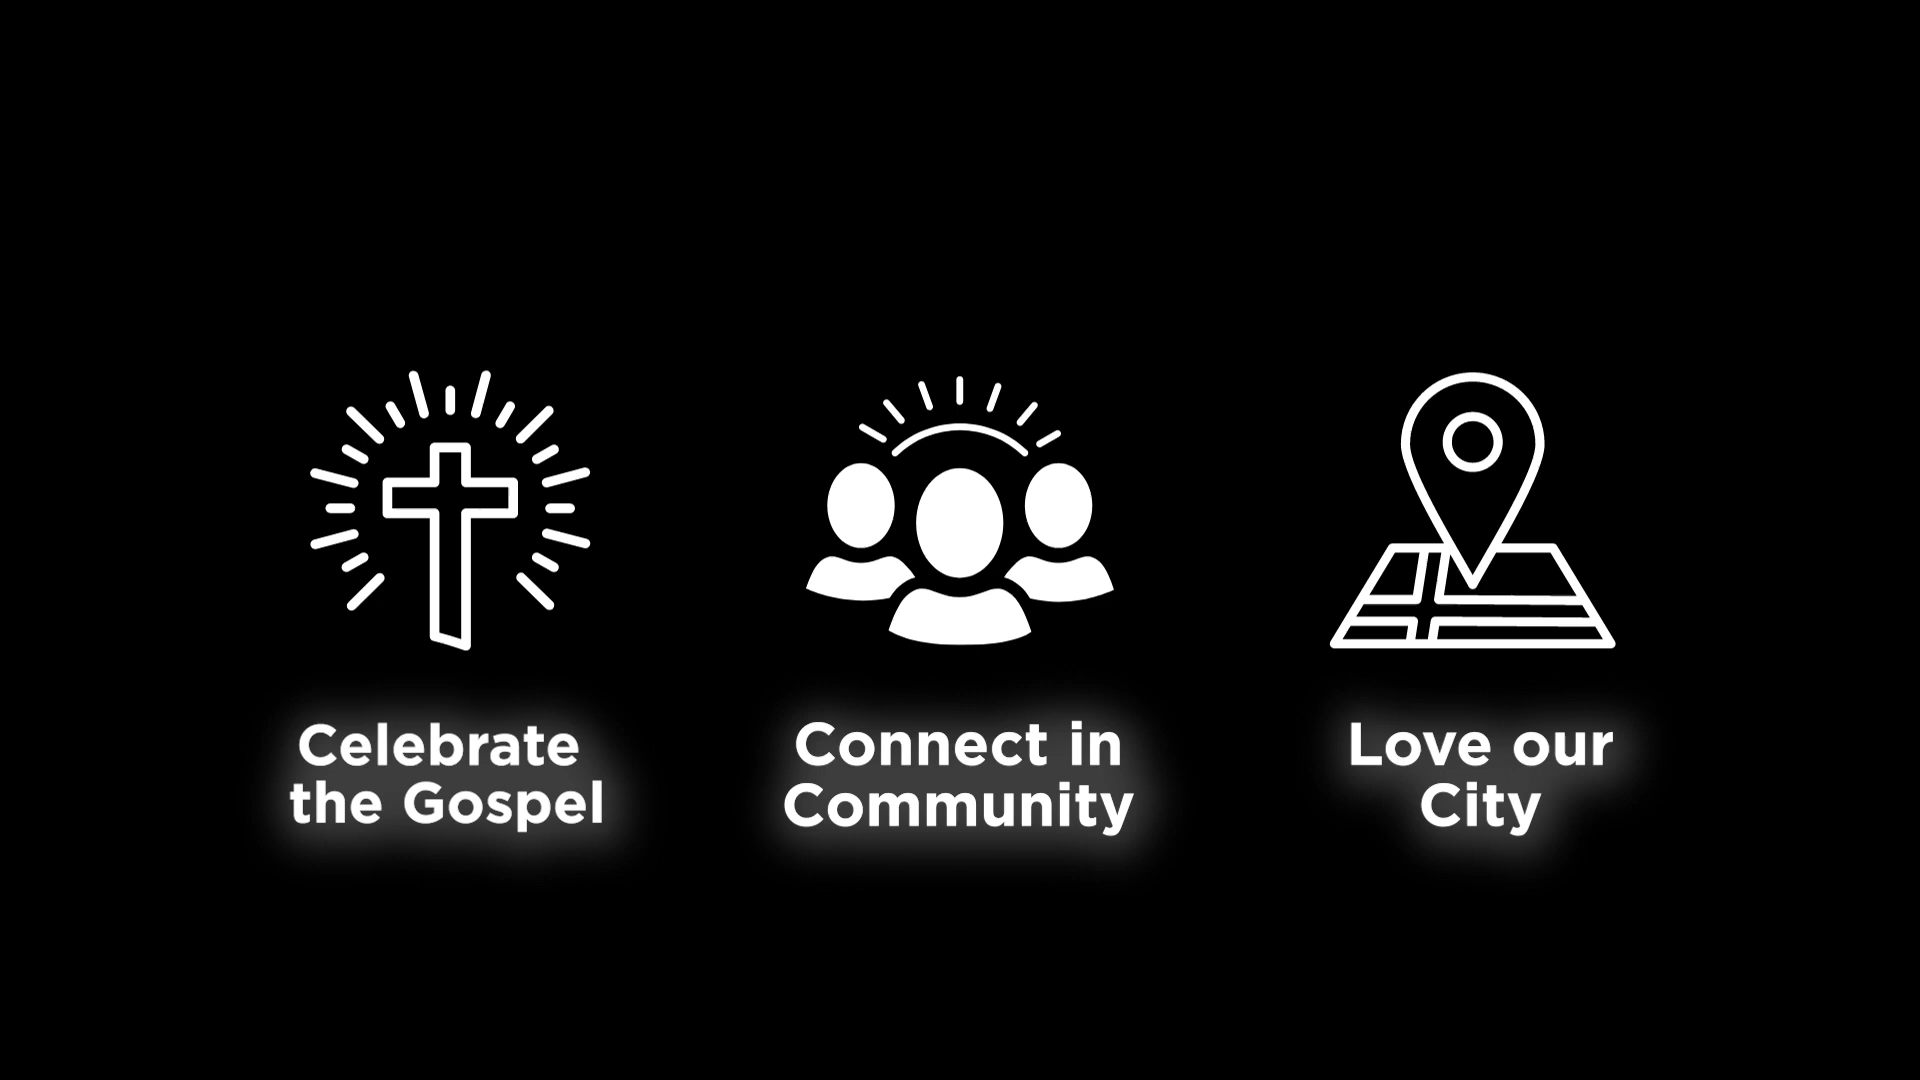 Celebrate
the Gospel
Connect in
Community
Love our
City